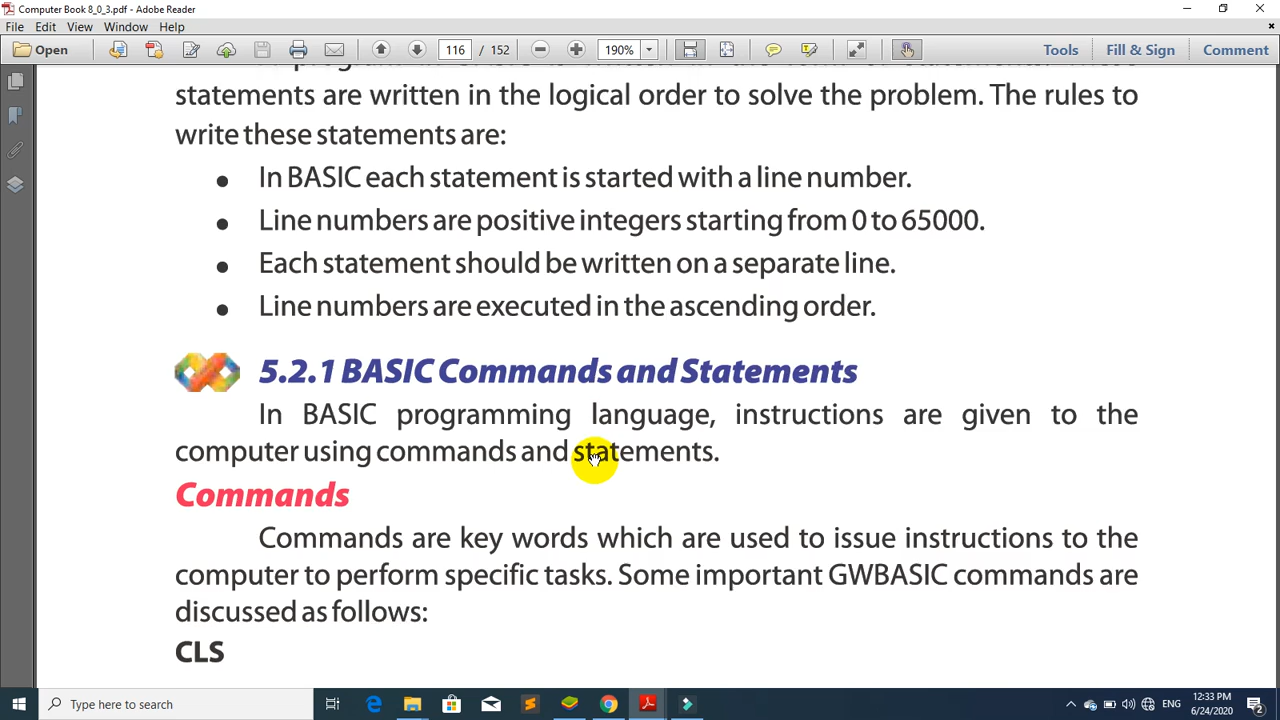 Computer Book 8_0_3.pdf - Adobe Reader
File Edit View Window Help
Open 116 / 152 190% Tools Fill & Sign Comment
statements are written in the logical order to solve the problem. The rules to
write these statements are:
• In BASIC each statement is started with a line number.
• Line numbers are positive integers starting from 0 to 65000.
• Each statement should be written on a separate line.
• Line numbers are executed in the ascending order.
5.2.1 BASIC Commands and Statements
In BASIC programming language, instructions are given to the
computer using commands and statements.
Commands
Commands are key words which are used to issue instructions to the
computer to perform specific tasks. Some important GWBASIC commands are
discussed as follows:
CLS
Type here to search
ENG
12:33 PM
6/24/2020
2